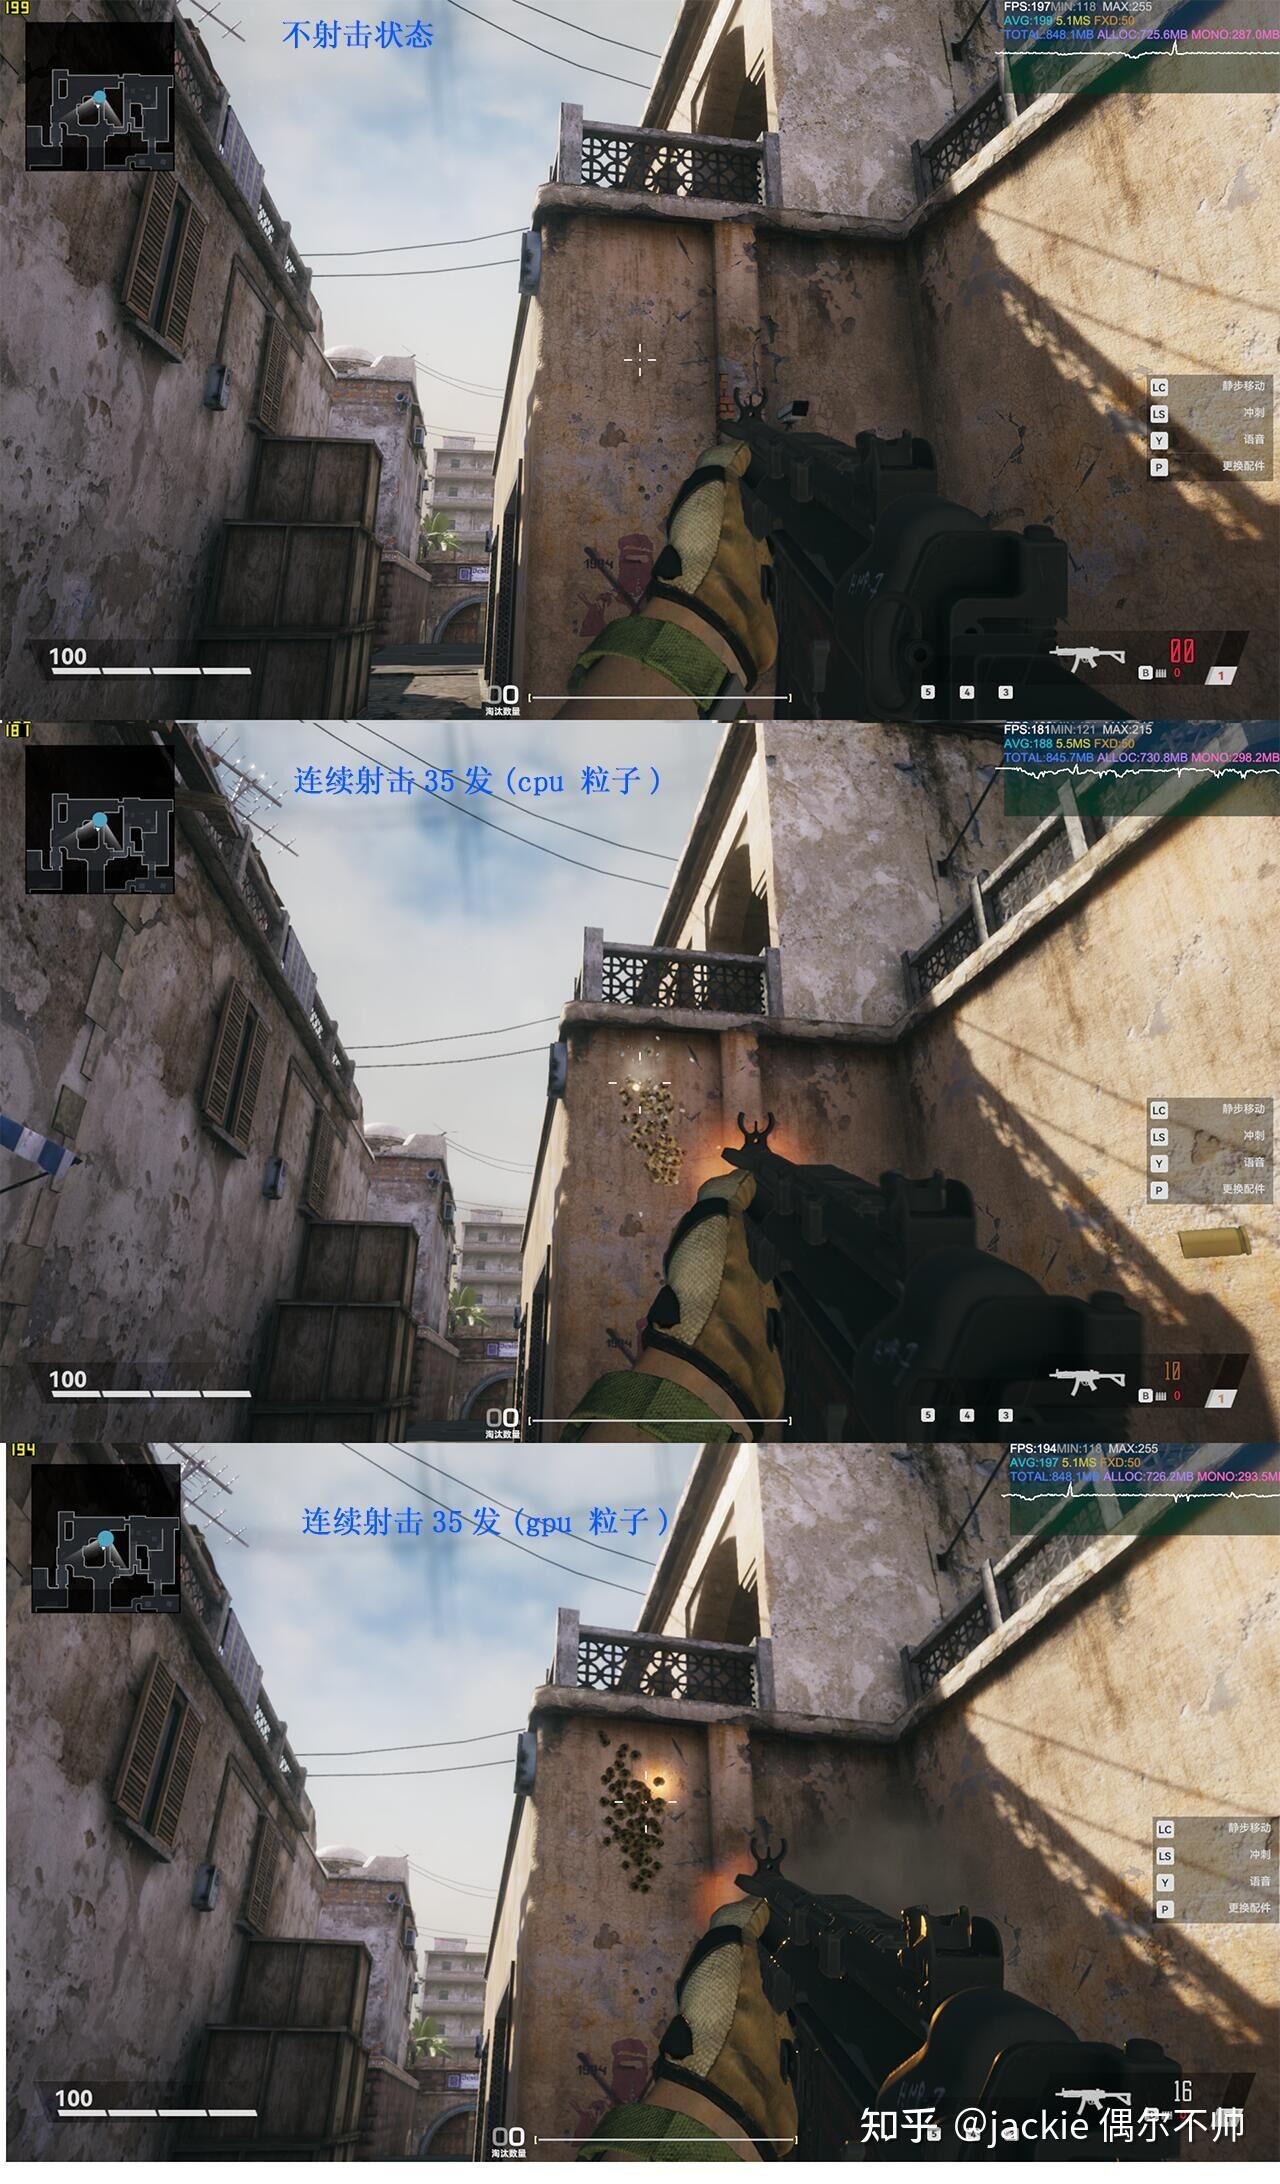 199
不射击状态
FPS:197MIN:118 MAX:255
AVG:199 5.1MS FXD:50
TOTAL:848.1MB ALLOC:725.6MB MONO:287.0MB
LC 静步移动
LS 冲刺
Y 语音
P 更换配件
1994
100
00
淘汰数量
5 4 3
00
B 0
1
187
连续射击 35 发 (cpu 粒子)
FPS:181MIN:121 MAX:215
AVG:188 5.5MS FXD:50
TOTAL:845.7MB ALLOC:730.8MB MONO:298.2MB
LC 静步移动
LS 冲刺
Y 语音
P 更换配件
100
00
淘汰数量
5 4 3
10
B 0
1
194
连续射击 35 发 (gpu 粒子)
FPS:194MIN:118 MAX:255
AVG:197 5.1MS FXD:50
TOTAL:848.1MB ALLOC:726.2MB MONO:293.5M
LC 静步移动
LS 冲刺
Y 语音
P 更换配件
1994
100
00
淘汰数量
16
知乎 @jackie 偶尔不帅